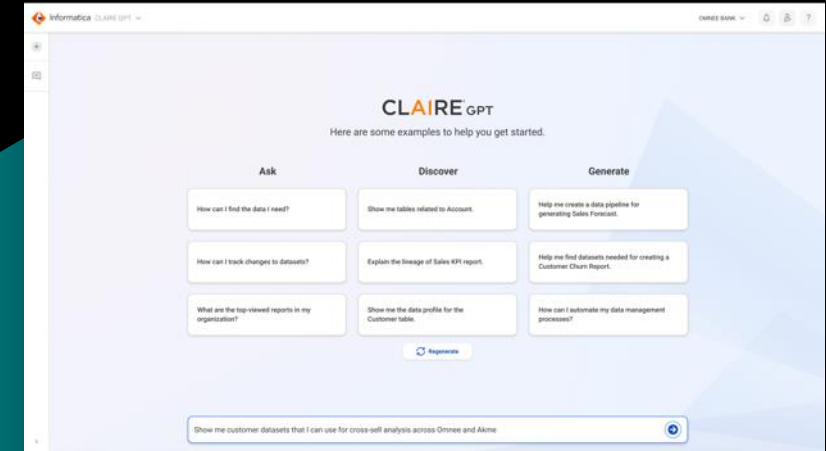 Informatica CLAIRE GPT
OMNEE BANK
?
CLAIRE GPT
Here are some examples to help you get started.
Ask
How can I find the data I need?
How can I track changes to datasets?
What are the top-viewed reports in my
organization?
Discover
Show me tables related to Account.
Explain the lineage of Sales KPI report.
Show me the data profile for the
Customer table.
Generate
Help me create a data pipeline for
generating Sales Forecast.
Help me find datasets needed for creating a
Customer Churn Report.
How can I automate my data management
processes?
Regenerate
Show me customer datasets that I can use for cross-sell analysis across Omnee and Akme